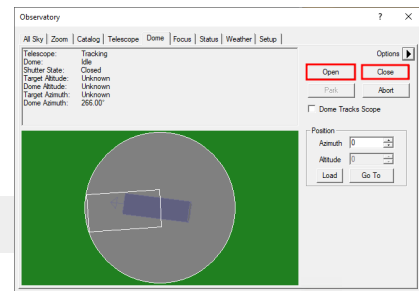 Observatory ? ×
All Sky Zoom Catalog Telescope Dome Focus Status Weather Setup
Telescope: Tracking
Dome: Idle
Shutter State: Closed
Target Altitude: Unknown
Dome Altitude: Unknown
Target Azimuth: Unknown
Dome Azimuth: 266.00°
Options
Open Close
Park Abort
Dome Tracks Scope
Position
Azimuth 0
Altitude 0
Load Go To